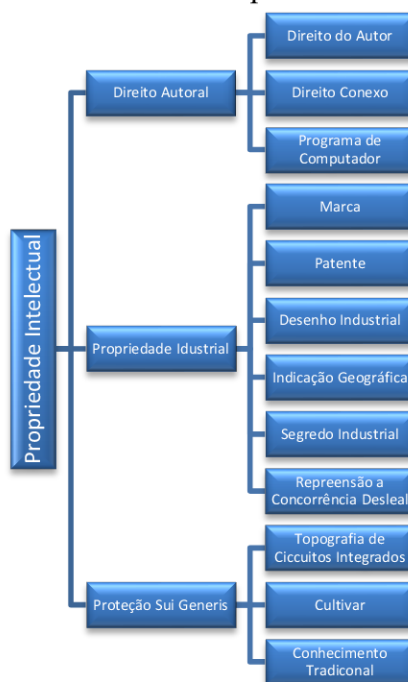 Direito do Autor
Direito Autoral
Direito Conexo
Programa de
Computador
Marca
Patente
Desenho Industrial
Propriedade Intelectual
Propriedade Idustrial
Indicação Geográfica
Segredo Industrial
Repreensão a
Concorrência Desleal
Topografia de
Ciccuitos Integrados
Proteção Sui Generis
Cultivar
Conhecimento
Tradiconal